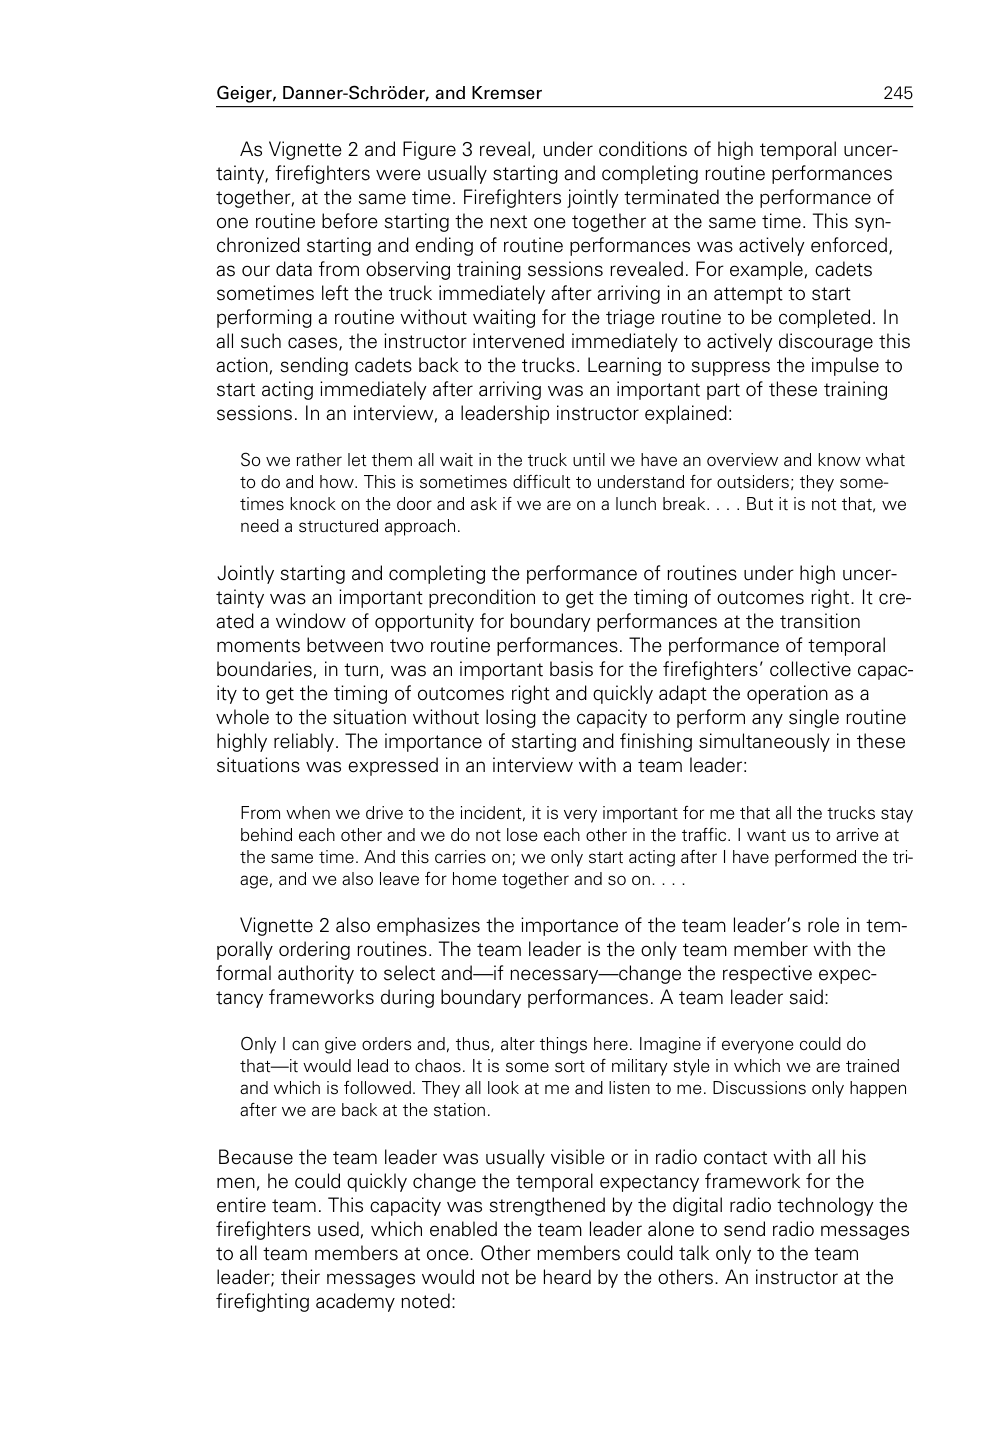 Geiger, Danner-Schröder, and Kremser 245
As Vignette 2 and Figure 3 reveal, under conditions of high temporal uncer-
tainty, firefighters were usually starting and completing routine performances
together, at the same time. Firefighters jointly terminated the performance of
one routine before starting the next one together at the same time. This syn-
chronized starting and ending of routine performances was actively enforced,
as our data from observing training sessions revealed. For example, cadets
sometimes left the truck immediately after arriving in an attempt to start
performing a routine without waiting for the triage routine to be completed. In
all such cases, the instructor intervened immediately to actively discourage this
action, sending cadets back to the trucks. Learning to suppress the impulse to
start acting immediately after arriving was an important part of these training
sessions. In an interview, a leadership instructor explained:
So we rather let them all wait in the truck until we have an overview and know what
to do and how. This is sometimes difficult to understand for outsiders; they some-
times knock on the door and ask if we are on a lunch break. . . . But it is not that, we
need a structured approach.
Jointly starting and completing the performance of routines under high uncer-
tainty was an important precondition to get the timing of outcomes right. It cre-
ated a window of opportunity for boundary performances at the transition
moments between two routine performances. The performance of temporal
boundaries, in turn, was an important basis for the firefighters' collective capac-
ity to get the timing of outcomes right and quickly adapt the operation as a
whole to the situation without losing the capacity to perform any single routine
highly reliably. The importance of starting and finishing simultaneously in these
situations was expressed in an interview with a team leader:
From when we drive to the incident, it is very important for me that all the trucks stay
behind each other and we do not lose each other in the traffic. I want us to arrive at
the same time. And this carries on; we only start acting after I have performed the tri-
age, and we also leave for home together and so on. . . .
Vignette 2 also emphasizes the importance of the team leader's role in tem-
porally ordering routines. The team leader is the only team member with the
formal authority to select and—if necessary—change the respective expec-
tancy frameworks during boundary performances. A team leader said:
Only I can give orders and, thus, alter things here. Imagine if everyone could do
that—it would lead to chaos. It is some sort of military style in which we are trained
and which is followed. They all look at me and listen to me. Discussions only happen
after we are back at the station.
Because the team leader was usually visible or in radio contact with all his
men, he could quickly change the temporal expectancy framework for the
entire team. This capacity was strengthened by the digital radio technology the
firefighters used, which enabled the team leader alone to send radio messages
to all team members at once. Other members could talk only to the team
leader; their messages would not be heard by the others. An instructor at the
firefighting academy noted: